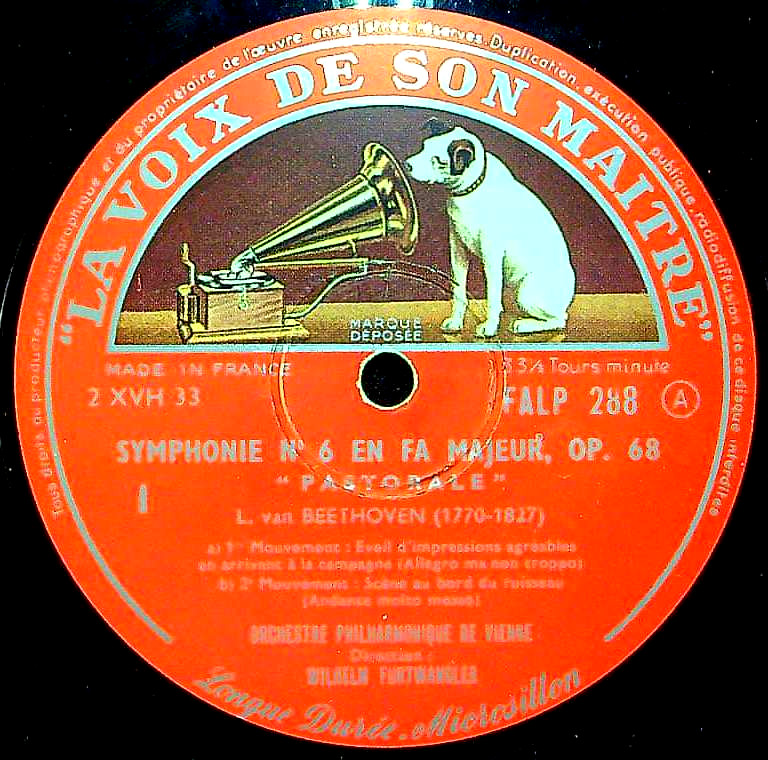 Tous droits du producteur phonographique et du propriétaire de l'œuvre enregistrée réservés. Duplication, exécution publique, radiodiffusion de ce disque interdites
"LA VOIX DE SON MAITRE"
MARQUE
DÉPOSÉE
MADE IN FRANCE
33⅓ Tours minute
2 XVH 33
FALP 288 A
SYMPHONIE N° 6 EN FA MAJEUR, OP. 68
"PASTORALE"
1
L. van BEETHOVEN (1770-1827)
a) 1er Mouvement : Eveil d'impressions agréables
en arrivant à la campagne (Allegro ma non troppo)
b) 2e Mouvement : Scène au bord du ruisseau
(Andante molto mosso)
ORCHESTRE PHILHARMONIQUE DE VIENNE
Direction :
WILHELM FURTWANGLER
Longue Durée. Microsillon